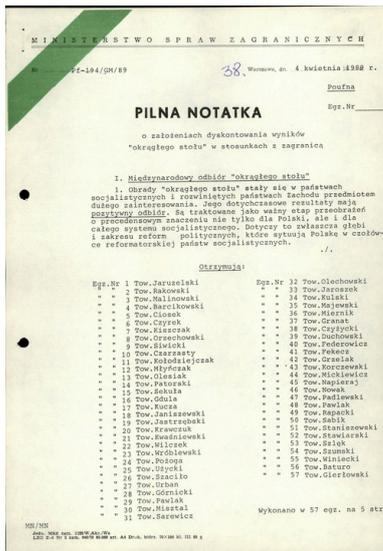 MINISTERSTWO SPRAW ZAGRANICZNYCH
Pf-194/GM/89
38. Warszawa, dn. 4 kwietnia 1989 r.
Poufna
Egz.Nr
PILNA NOTATKA
o założeniach dyskontowania wyników
"okrągłego stołu" w stosunkach z zagranicą
I. Międzynarodowy odbiór "okrągłego stołu"
1. Obrady "okrągłego stołu" stały się w państwach
socjalistycznych i rozwiniętych państwach Zachodu przedmiotem
dużego zainteresowania. Jego dotychczasowe rezultaty mają
pozytywny odbiór. Są traktowane jako ważny etap przeobrażeń
o precedensowym znaczeniu nie tylko dla Polski, ale i dla
całego systemu socjalistycznego. Dotyczy to zwłaszcza głębi
i zakresu reform politycznych, które sytuują Polskę w czołów-
ce reformatorskiej państw socjalistycznych.
./.
Otrzymują:
Egz.Nr 1 Tow.Jaruzelski
" " 2 Tow.Rakowski
" " 3 Tow.Malinowski
" " 4 Tow.Barcikowski
" " 5 Tow.Ciosek
" " 6 Tow.Czyrek
" " 7 Tow.Kiszczak
" " 8 Tow.Orzechowski
" " 9 Tow.Siwicki
" " 10 Tow.Czarzasty
" " 11 Tow.Kołodziejczak
" " 12 Tow.Młyńczak
" " 13 Tow.Olesiak
" " 14 Tow.Patorski
" " 15 Tow.Sekuła
" " 16 Tow.Gdula
" " 17 Tow.Kucza
" " 18 Tow.Janiszewski
" " 19 Tow.Jastrzębski
" " 20 Tow.Krawczuk
" " 21 Tow.Kwaśniewski
" " 22 Tow.Wilczek
" " 23 Tow.Wróblewski
" " 24 Tow.Pożoga
" " 25 Tow.Użycki
" " 26 Tow.Szaciło
" " 27 Tow.Urban
" " 28 Tow.Górnicki
" " 29 Tow.Pawlak
" " 30 Tow.Misztal
" " 31 Tow.Sarewicz
Egz.Nr 32 Tow.Olechowski
" " 33 Tow.Jaroszek
" " 34 Tow.Kulski
" " 35 Tow.Majewski
" " 36 Tow.Miernik
" " 37 Tow.Granat
" " 38 Tow.Czyżycki
" " 39 Tow.Duchowski
" " 40 Tow.Federowicz
" " 41 Tow.Fekecz
" " 42 Tow.Grzelak
" " 43 Tow.Korczewski
" " 44 Tow.Mickiewicz
" " 45 Tow.Napieraj
" " 46 Tow.Nowak
" " 47 Tow.Padlewski
" " 48 Tow.Pawlak
" " 49 Tow.Rapacki
" " 50 Tow.Sabik
" " 51 Tow.Staniszewski
" " 52 Tow.Stawiarski
" " 53 Tow.Szlęk
" " 54 Tow.Szumski
" " 55 Tow.Winiecki
" " 56 Tow.Baturo
" " 57 Tow.Gierłowski
Wykonano w 57 egz. na 5 str
MN/MN